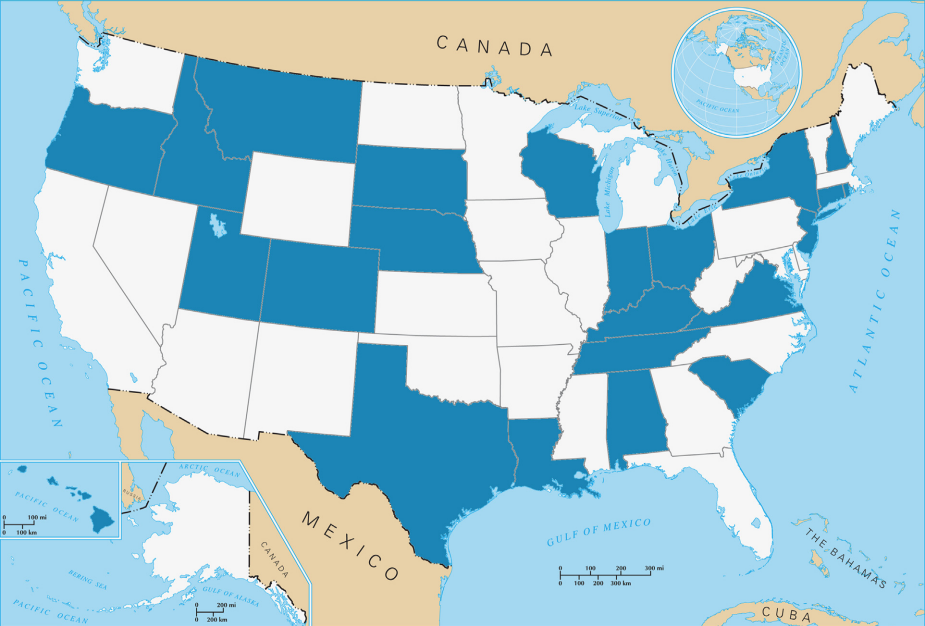 CANADA
PACIFIC OCEAN
Lake Superior
Lake Michigan
PACIFIC OCEAN
ATLANTIC OCEAN
MEXICO
GULF OF MEXICO
THE BAHAMAS
CUBA
0 100 200 300 mi
0 100 200 300 km
PACIFIC OCEAN
0 100 mi
0 100 km
ARCTIC OCEAN
RUSSIA
CANADA
BERING SEA
GULF OF ALASKA
PACIFIC OCEAN
0 200 mi
0 200 km